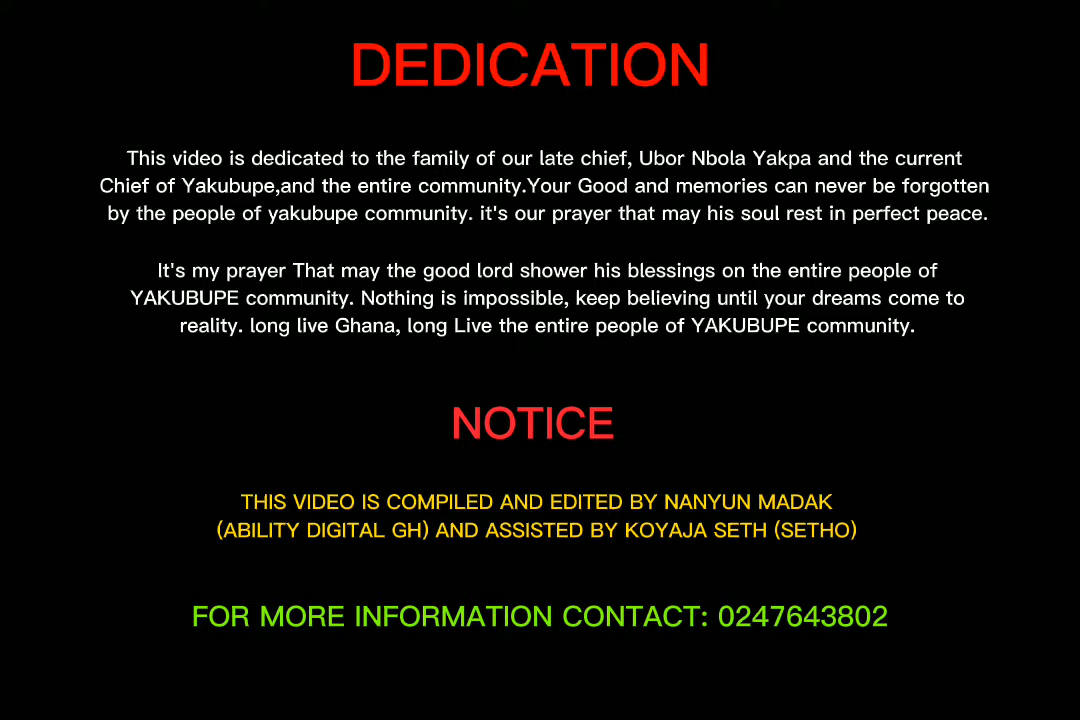 DEDICATION
This video is dedicated to the family of our late chief, Ubor Nbola Yakpa and the current
Chief of Yakubupe,and the entire community.Your Good and memories can never be forgotten
by the people of yakubupe community. it's our prayer that may his soul rest in perfect peace.
It's my prayer That may the good lord shower his blessings on the entire people of
YAKUBUPE community. Nothing is impossible, keep believing until your dreams come to
reality. long live Ghana, long Live the entire people of YAKUBUPE community.
NOTICE
THIS VIDEO IS COMPILED AND EDITED BY NANYUN MADAK
(ABILITY DIGITAL GH) AND ASSISTED BY KOYAJA SETH (SETHO)
FOR MORE INFORMATION CONTACT: 0247643802